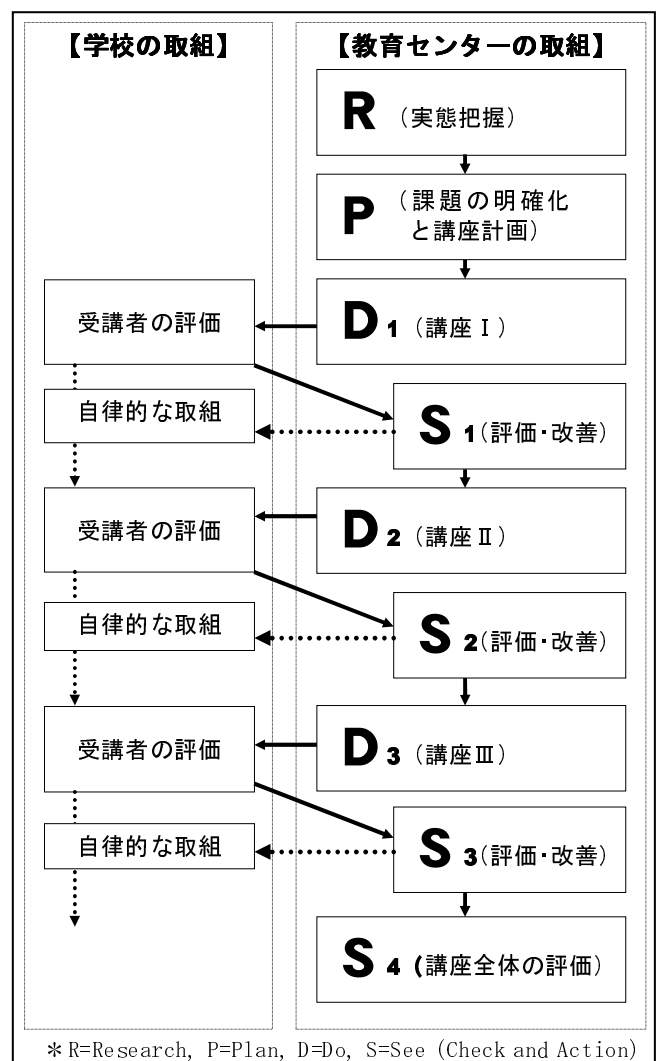 【学校の取組】
【教育センターの取組】
R （実態把握）
P （課題の明確化
と講座計画）
受講者の評価
D1（講座Ⅰ）
自律的な取組
S1（評価・改善）
受講者の評価
D2（講座Ⅱ）
自律的な取組
S2（評価・改善）
受講者の評価
D3（講座Ⅲ）
自律的な取組
S3（評価・改善）
S4（講座全体の評価）
＊R=Research, P=Plan, D=Do, S=See (Check and Action)